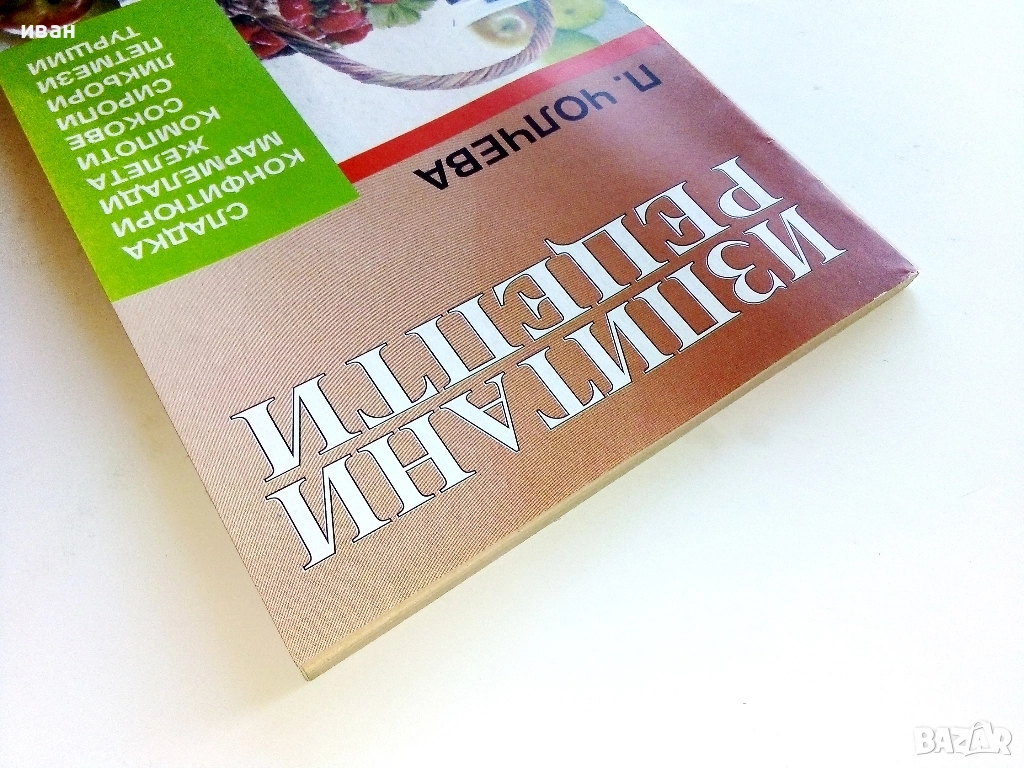 ИЗПИТАНИ
РЕЦЕПТИ
П. ЧОЛЧЕВА
СЛАДКА
КОНФИТЮРИ
МАРМЕЛАДИ
ЖЕЛЕТА
КОМПОТИ
СОКОВЕ
СИРОПИ
ЛИКЬОРИ
ПЕТМЕЗИ
ТУРШИИ
иван
BAZAR